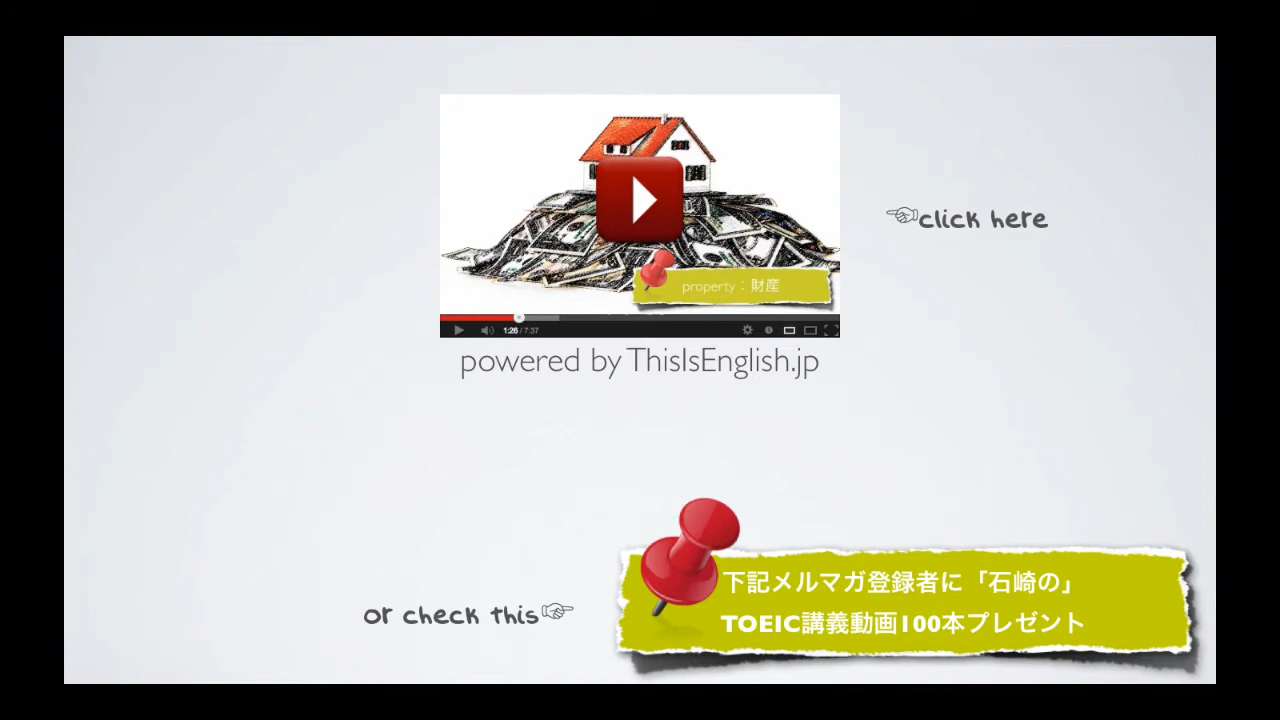 click here
property：財産
1:26 / 7:37
powered by ThisIsEnglish.jp
下記メルマガ登録者に「石崎の」
TOEIC講義動画100本プレゼント
or check this